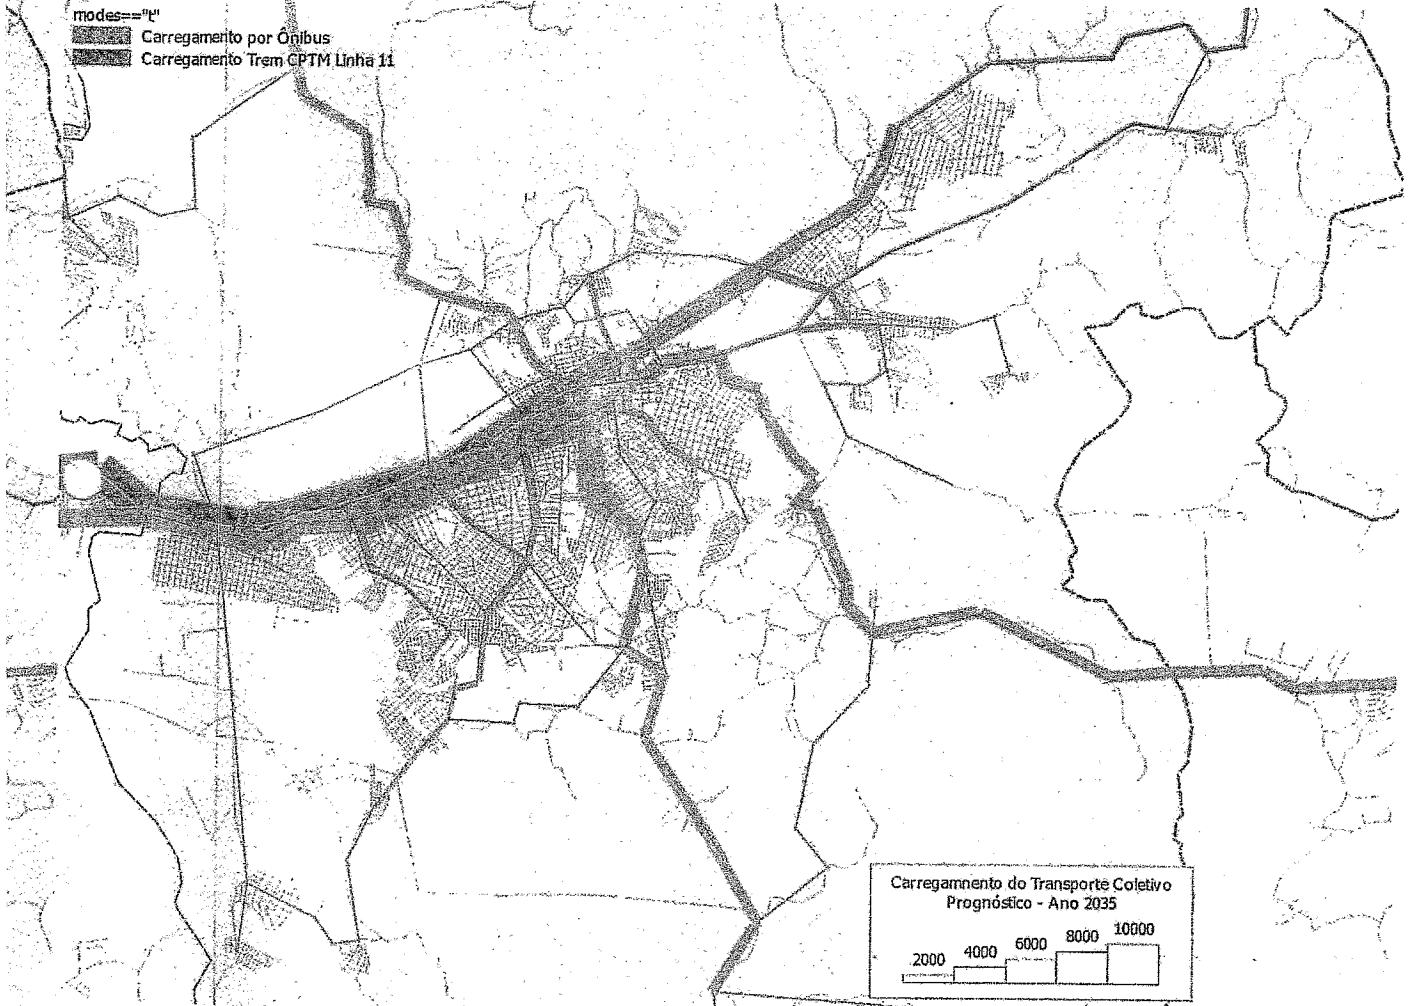 modes=="t"
Carregamento por Ônibus
Carregamento Trem CPTM Linha 11
Carregamnento do Transporte Coletivo
Prognóstico - Ano 2035
2000 4000 6000 8000 10000